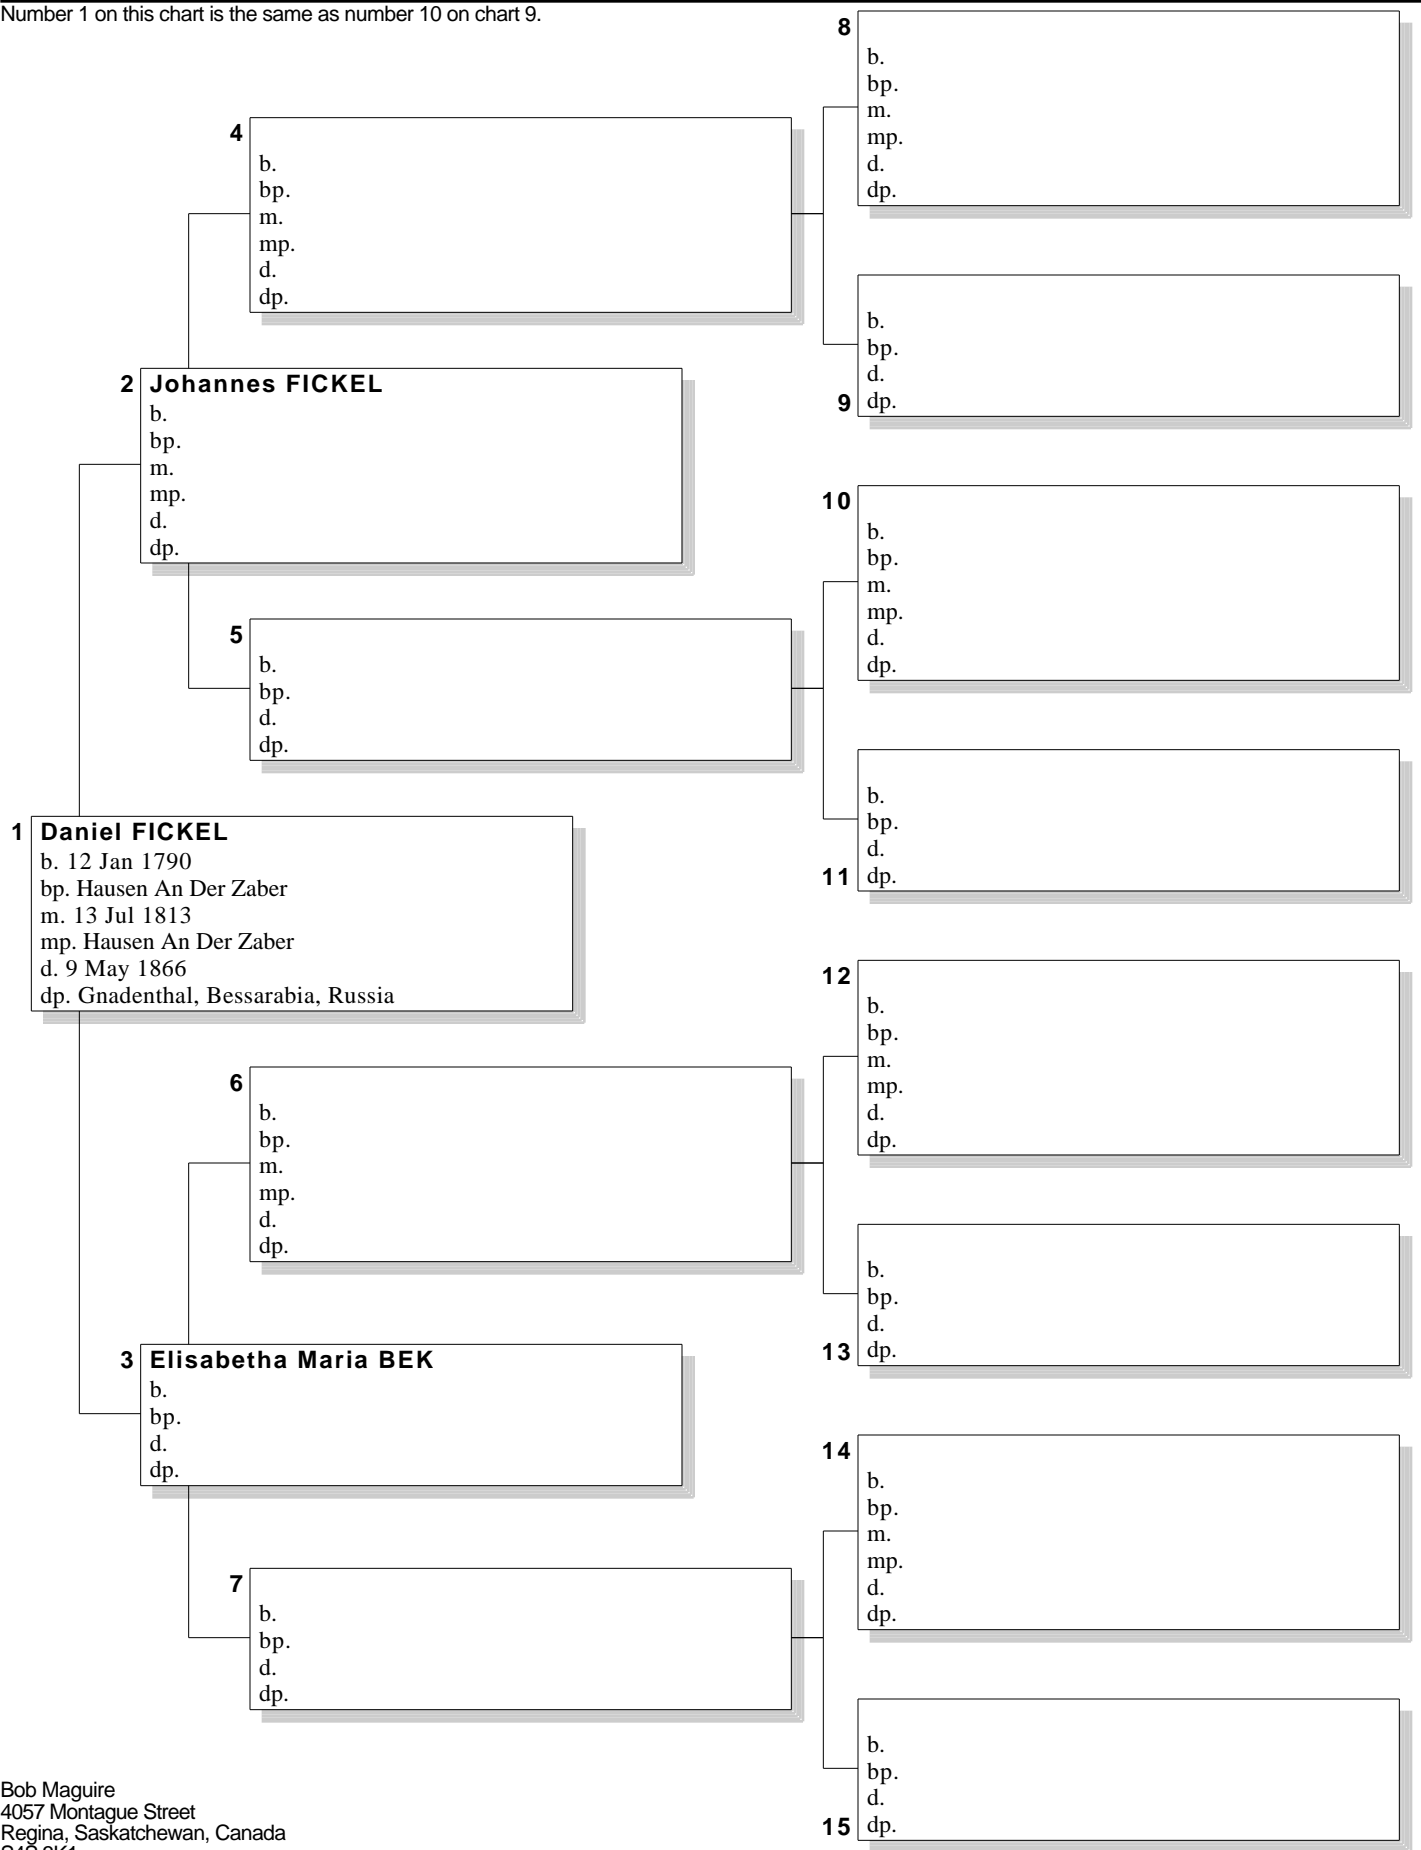 Number 1 on this chart is the same as number 10 on chart 9.
8
b.
bp.
m.
mp.
d.
dp.
4
b.
bp.
m.
mp.
d.
dp.
b.
bp.
d.
9 dp.
2 Johannes FICKEL
b.
bp.
m.
mp.
d.
dp.
10
b.
bp.
m.
mp.
d.
dp.
5
b.
bp.
d.
dp.
b.
bp.
d.
11 dp.
1 Daniel FICKEL
b. 12 Jan 1790
bp. Hausen An Der Zaber
m. 13 Jul 1813
mp. Hausen An Der Zaber
d. 9 May 1866
dp. Gnadenthal, Bessarabia, Russia
12
b.
bp.
m.
mp.
d.
dp.
6
b.
bp.
m.
mp.
d.
dp.
b.
bp.
d.
13 dp.
3 Elisabetha Maria BEK
b.
bp.
d.
dp.
14
b.
bp.
m.
mp.
d.
dp.
7
b.
bp.
d.
dp.
b.
bp.
d.
15 dp.
Bob Maguire
4057 Montague Street
Regina, Saskatchewan, Canada